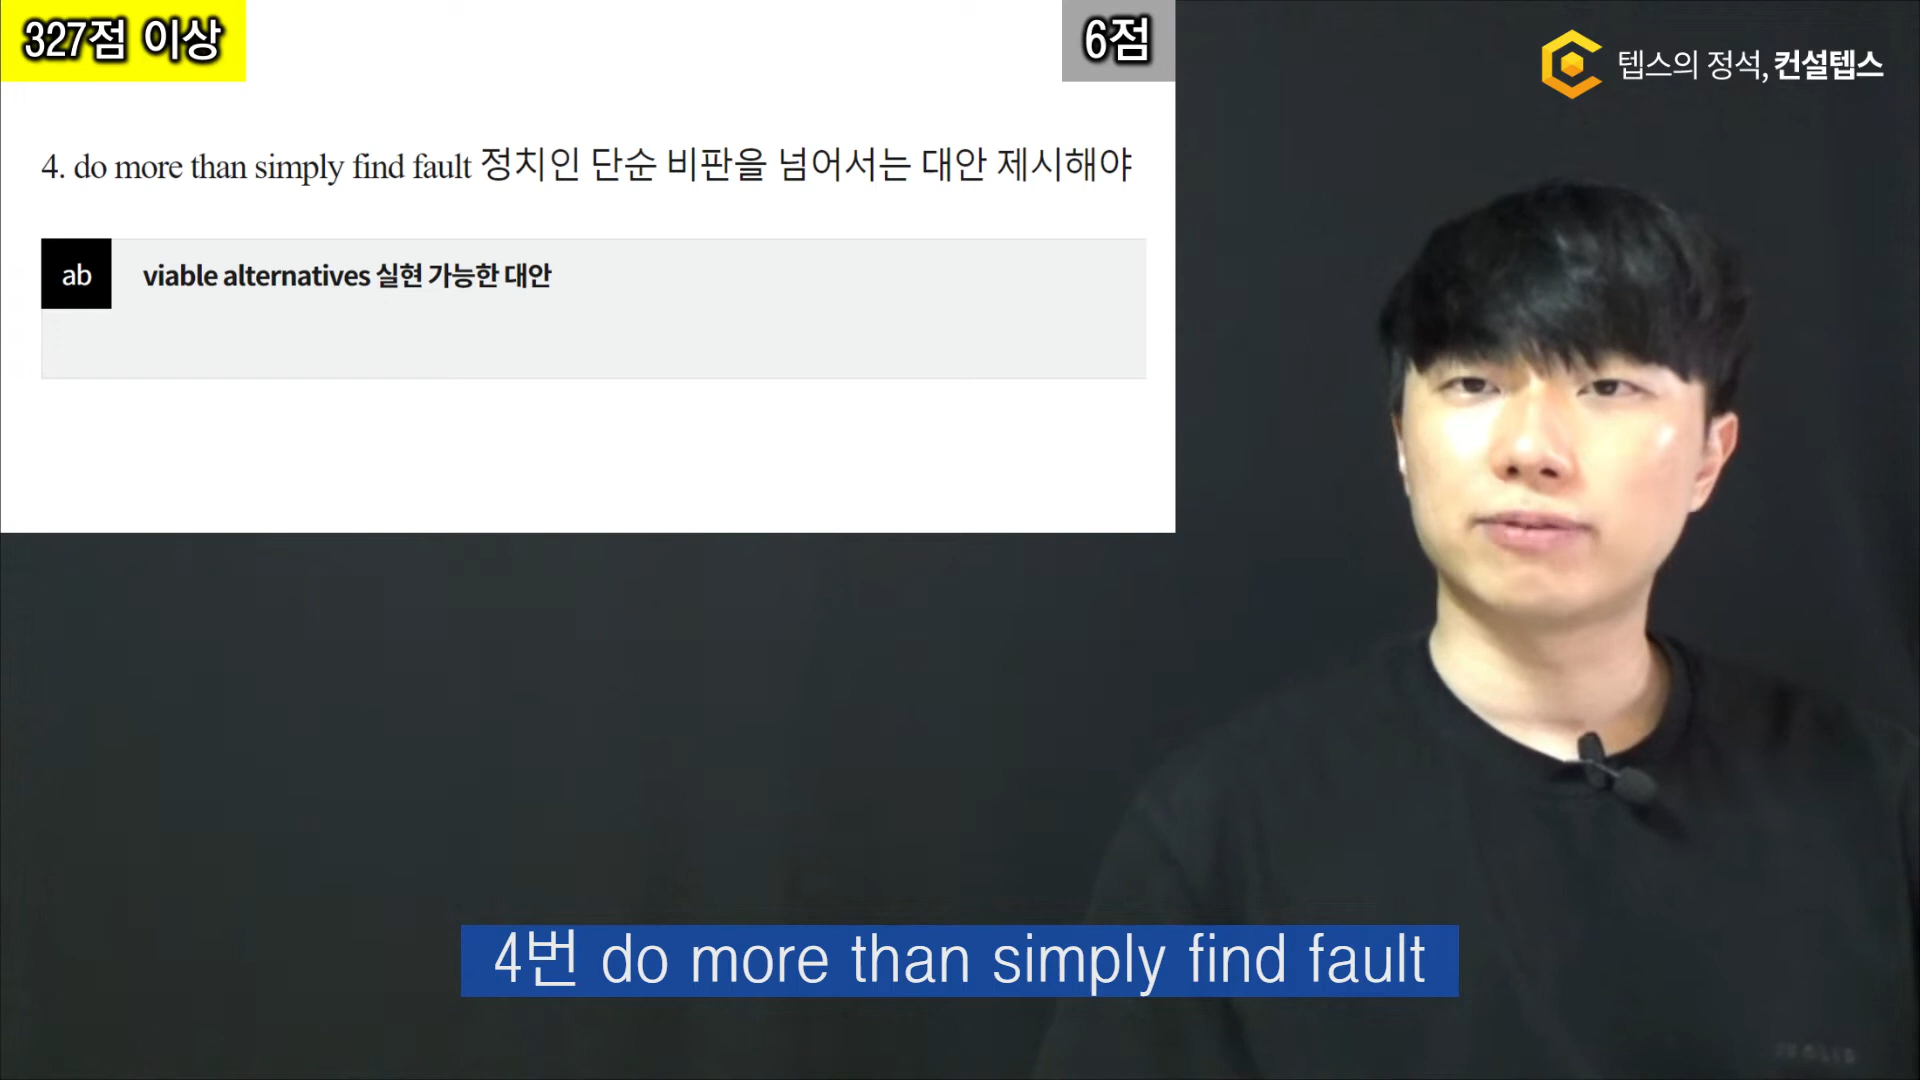 327점 이상
6점
텝스의 정석, 컨설텝스
4. do more than simply find fault 정치인 단순 비판을 넘어서는 대안 제시해야
ab
viable alternatives 실현 가능한 대안
4번 do more than simply find fault